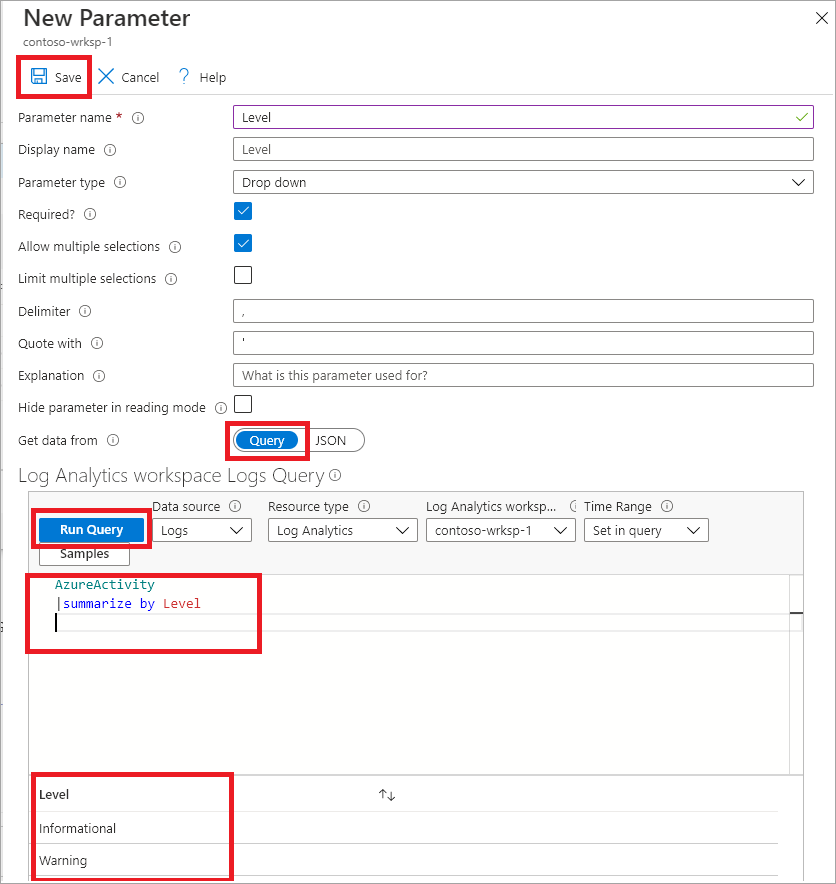 New Parameter
contoso-wrksp-1
Save Cancel ? Help
Parameter name * Level
Display name Level
Parameter type Drop down
Required?
Allow multiple selections
Limit multiple selections
Delimiter ,
Quote with '
Explanation What is this parameter used for?
Hide parameter in reading mode
Get data from Query JSON
Log Analytics workspace Logs Query
Data source Resource type Log Analytics worksp... Time Range
Run Query Logs Log Analytics contoso-wrksp-1 Set in query
Samples
AzureActivity
|summarize by Level
Level
Informational
Warning